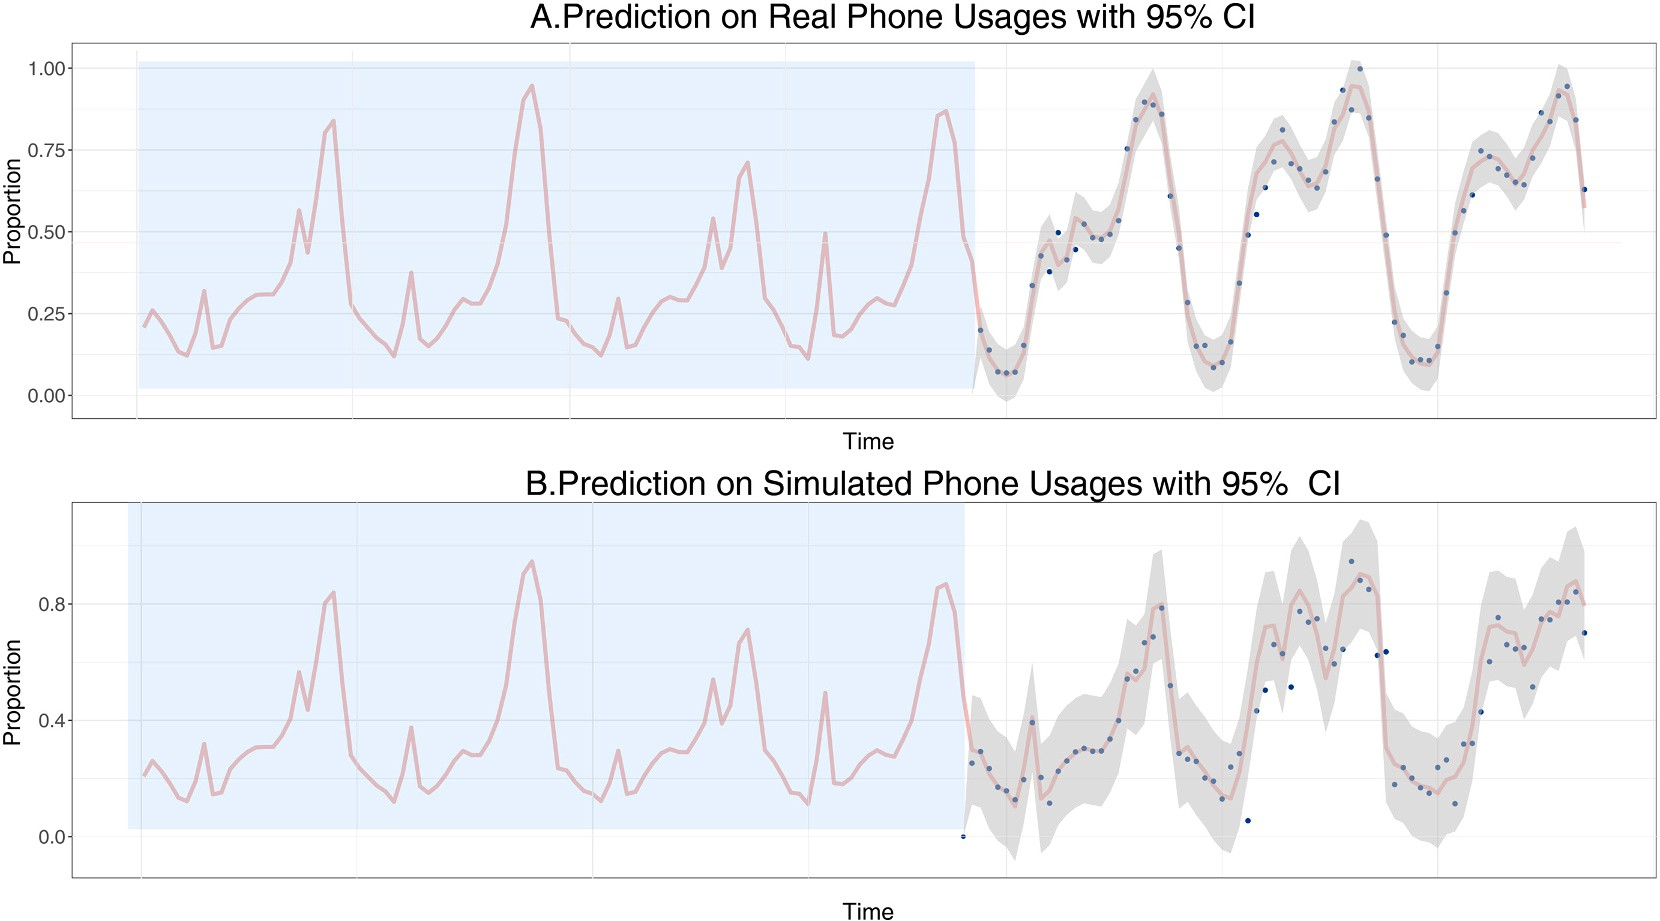 A.Prediction on Real Phone Usages with 95% CI
1.00
0.75
0.50
0.25
0.00
Proportion
Time
B.Prediction on Simulated Phone Usages with 95%  CI
0.8
0.4
0.0
Proportion
Time